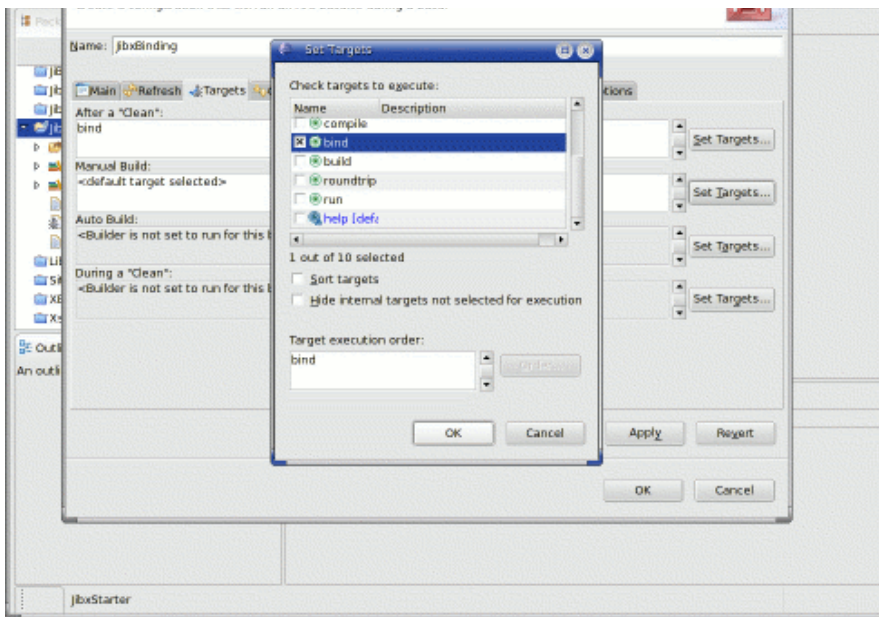 Name: JibxBinding
Set Targets
Main Refresh Targets
After a "Clean":
bind
Set Targets...
Manual Build:
<default target selected>
Set Targets...
Auto Build:
<Builder is not set to run for this
Set Targets...
During a "Clean":
<Builder is not set to run for this
Set Targets...
Check targets to execute:
Name Description
compile
bind
build
roundtrip
run
help [defa
1 out of 10 selected
Sort targets
Hide internal targets not selected for execution
Target execution order:
bind
OK Cancel
Apply Revert
OK Cancel
An outli
JibxStarter